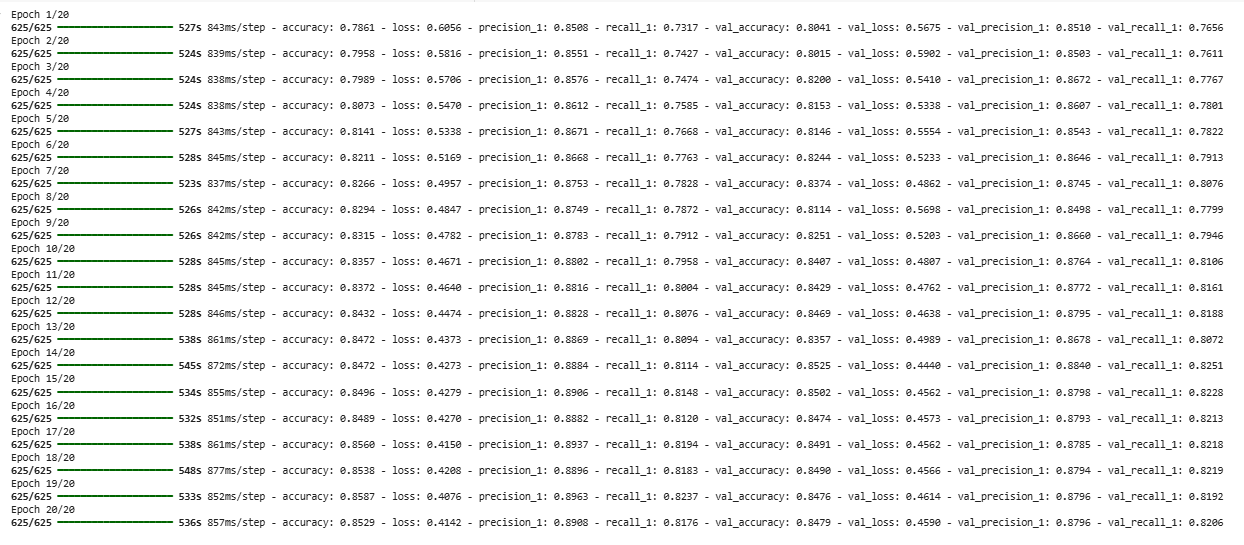 Epoch 1/20
625/625 527s 843ms/step - accuracy: 0.7861 - loss: 0.6056 - precision_1: 0.8508 - recall_1: 0.7317 - val_accuracy: 0.8041 - val_loss: 0.5675 - val_precision_1: 0.8510 - val_recall_1: 0.7656
Epoch 2/20
625/625 524s 839ms/step - accuracy: 0.7958 - loss: 0.5816 - precision_1: 0.8551 - recall_1: 0.7427 - val_accuracy: 0.8015 - val_loss: 0.5902 - val_precision_1: 0.8503 - val_recall_1: 0.7611
Epoch 3/20
625/625 524s 838ms/step - accuracy: 0.7989 - loss: 0.5706 - precision_1: 0.8576 - recall_1: 0.7474 - val_accuracy: 0.8200 - val_loss: 0.5410 - val_precision_1: 0.8672 - val_recall_1: 0.7767
Epoch 4/20
625/625 524s 838ms/step - accuracy: 0.8073 - loss: 0.5470 - precision_1: 0.8612 - recall_1: 0.7585 - val_accuracy: 0.8153 - val_loss: 0.5338 - val_precision_1: 0.8607 - val_recall_1: 0.7801
Epoch 5/20
625/625 527s 843ms/step - accuracy: 0.8141 - loss: 0.5338 - precision_1: 0.8671 - recall_1: 0.7668 - val_accuracy: 0.8146 - val_loss: 0.5554 - val_precision_1: 0.8543 - val_recall_1: 0.7822
Epoch 6/20
625/625 528s 845ms/step - accuracy: 0.8211 - loss: 0.5169 - precision_1: 0.8668 - recall_1: 0.7763 - val_accuracy: 0.8244 - val_loss: 0.5233 - val_precision_1: 0.8646 - val_recall_1: 0.7913
Epoch 7/20
625/625 523s 837ms/step - accuracy: 0.8266 - loss: 0.4957 - precision_1: 0.8753 - recall_1: 0.7828 - val_accuracy: 0.8374 - val_loss: 0.4862 - val_precision_1: 0.8745 - val_recall_1: 0.8076
Epoch 8/20
625/625 526s 842ms/step - accuracy: 0.8294 - loss: 0.4847 - precision_1: 0.8749 - recall_1: 0.7872 - val_accuracy: 0.8114 - val_loss: 0.5698 - val_precision_1: 0.8498 - val_recall_1: 0.7799
Epoch 9/20
625/625 526s 842ms/step - accuracy: 0.8315 - loss: 0.4782 - precision_1: 0.8783 - recall_1: 0.7912 - val_accuracy: 0.8251 - val_loss: 0.5203 - val_precision_1: 0.8660 - val_recall_1: 0.7946
Epoch 10/20
625/625 528s 845ms/step - accuracy: 0.8357 - loss: 0.4671 - precision_1: 0.8802 - recall_1: 0.7958 - val_accuracy: 0.8407 - val_loss: 0.4807 - val_precision_1: 0.8764 - val_recall_1: 0.8106
Epoch 11/20
625/625 528s 845ms/step - accuracy: 0.8372 - loss: 0.4640 - precision_1: 0.8816 - recall_1: 0.8004 - val_accuracy: 0.8429 - val_loss: 0.4762 - val_precision_1: 0.8772 - val_recall_1: 0.8161
Epoch 12/20
625/625 528s 846ms/step - accuracy: 0.8432 - loss: 0.4474 - precision_1: 0.8828 - recall_1: 0.8076 - val_accuracy: 0.8469 - val_loss: 0.4638 - val_precision_1: 0.8795 - val_recall_1: 0.8188
Epoch 13/20
625/625 538s 861ms/step - accuracy: 0.8472 - loss: 0.4373 - precision_1: 0.8869 - recall_1: 0.8094 - val_accuracy: 0.8357 - val_loss: 0.4989 - val_precision_1: 0.8678 - val_recall_1: 0.8072
Epoch 14/20
625/625 545s 872ms/step - accuracy: 0.8472 - loss: 0.4273 - precision_1: 0.8884 - recall_1: 0.8114 - val_accuracy: 0.8525 - val_loss: 0.4440 - val_precision_1: 0.8840 - val_recall_1: 0.8251
Epoch 15/20
625/625 534s 855ms/step - accuracy: 0.8496 - loss: 0.4279 - precision_1: 0.8906 - recall_1: 0.8148 - val_accuracy: 0.8502 - val_loss: 0.4562 - val_precision_1: 0.8798 - val_recall_1: 0.8228
Epoch 16/20
625/625 532s 851ms/step - accuracy: 0.8489 - loss: 0.4270 - precision_1: 0.8882 - recall_1: 0.8120 - val_accuracy: 0.8474 - val_loss: 0.4573 - val_precision_1: 0.8793 - val_recall_1: 0.8213
Epoch 17/20
625/625 538s 861ms/step - accuracy: 0.8560 - loss: 0.4150 - precision_1: 0.8937 - recall_1: 0.8194 - val_accuracy: 0.8491 - val_loss: 0.4562 - val_precision_1: 0.8785 - val_recall_1: 0.8218
Epoch 18/20
625/625 548s 877ms/step - accuracy: 0.8538 - loss: 0.4208 - precision_1: 0.8896 - recall_1: 0.8183 - val_accuracy: 0.8490 - val_loss: 0.4566 - val_precision_1: 0.8794 - val_recall_1: 0.8219
Epoch 19/20
625/625 533s 852ms/step - accuracy: 0.8587 - loss: 0.4076 - precision_1: 0.8963 - recall_1: 0.8237 - val_accuracy: 0.8476 - val_loss: 0.4614 - val_precision_1: 0.8796 - val_recall_1: 0.8192
Epoch 20/20
625/625 536s 857ms/step - accuracy: 0.8529 - loss: 0.4142 - precision_1: 0.8908 - recall_1: 0.8176 - val_accuracy: 0.8479 - val_loss: 0.4590 - val_precision_1: 0.8796 - val_recall_1: 0.8206